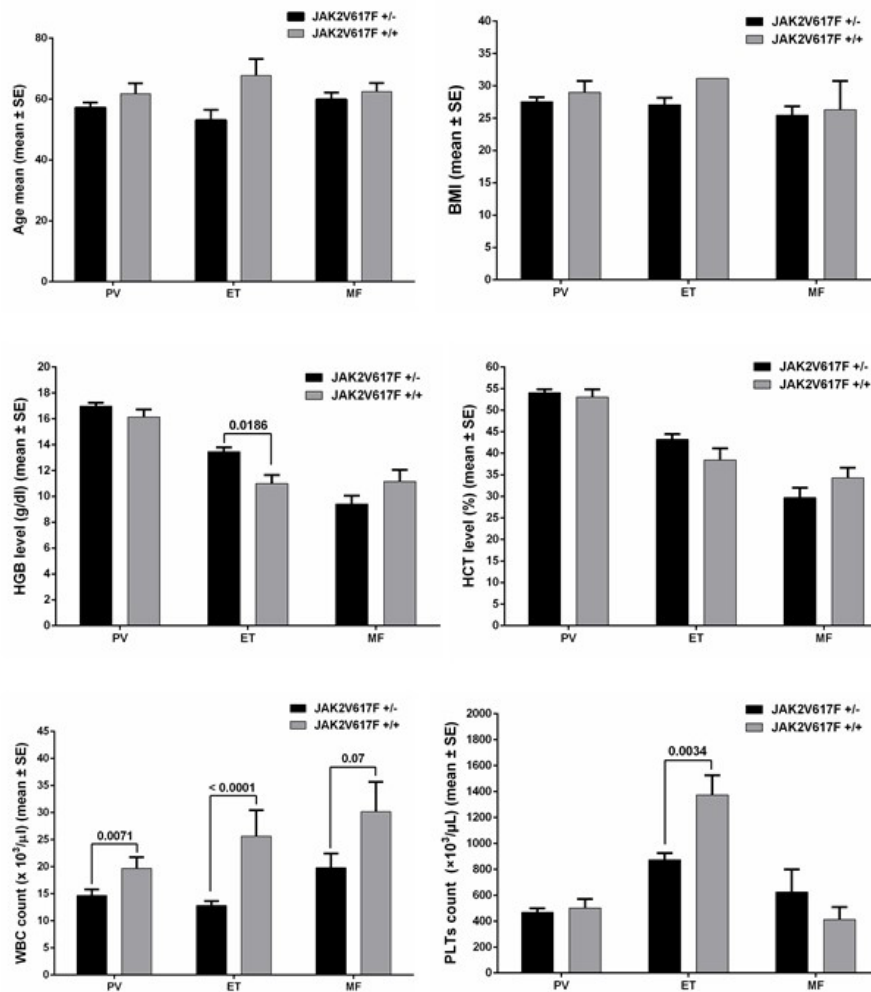 JAK2V617F +/-
JAK2V617F +/+
Age mean (mean ± SE)
80
60
40
20
0
PV ET MF
JAK2V617F +/-
JAK2V617F +/+
BMI (mean ± SE)
40
35
30
25
20
15
10
5
0
PV ET MF
JAK2V617F +/-
JAK2V617F +/+
HGB level (g/dl) (mean ± SE)
20
18
16
14
12
10
8
6
4
2
0
0.0186
PV ET MF
JAK2V617F +/-
JAK2V617F +/+
HCT level (%) (mean ± SE)
60
55
50
45
40
35
30
25
20
15
10
5
0
PV ET MF
JAK2V617F +/-
JAK2V617F +/+
WBC count (x 10³/µl) (mean ± SE)
45
40
35
30
25
20
15
10
5
0
0.0071
< 0.0001
0.07
PV ET MF
JAK2V617F +/-
JAK2V617F +/+
PLTs count (×10³/µL) (mean ± SE)
2000
1800
1600
1400
1200
1000
800
600
400
200
0
0.0034
PV ET MF